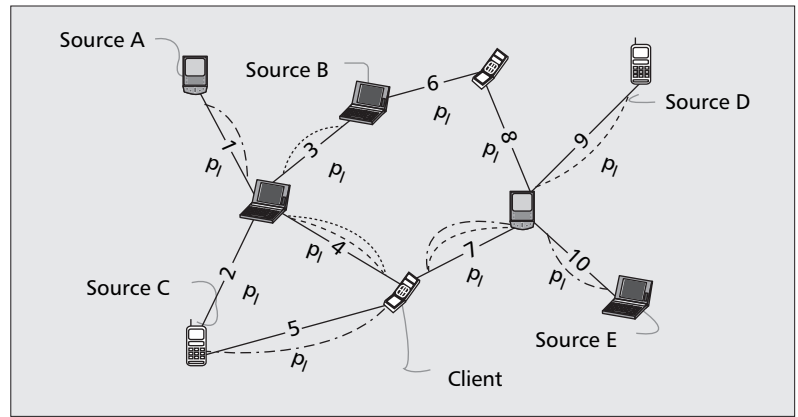 Source A
Source B
6
p_l
8
p_l
9
p_l
Source D
1
p_l
3
p_l
4
p_l
7
p_l
10
p_l
2
p_l
Source C
5
p_l
Source E
Client